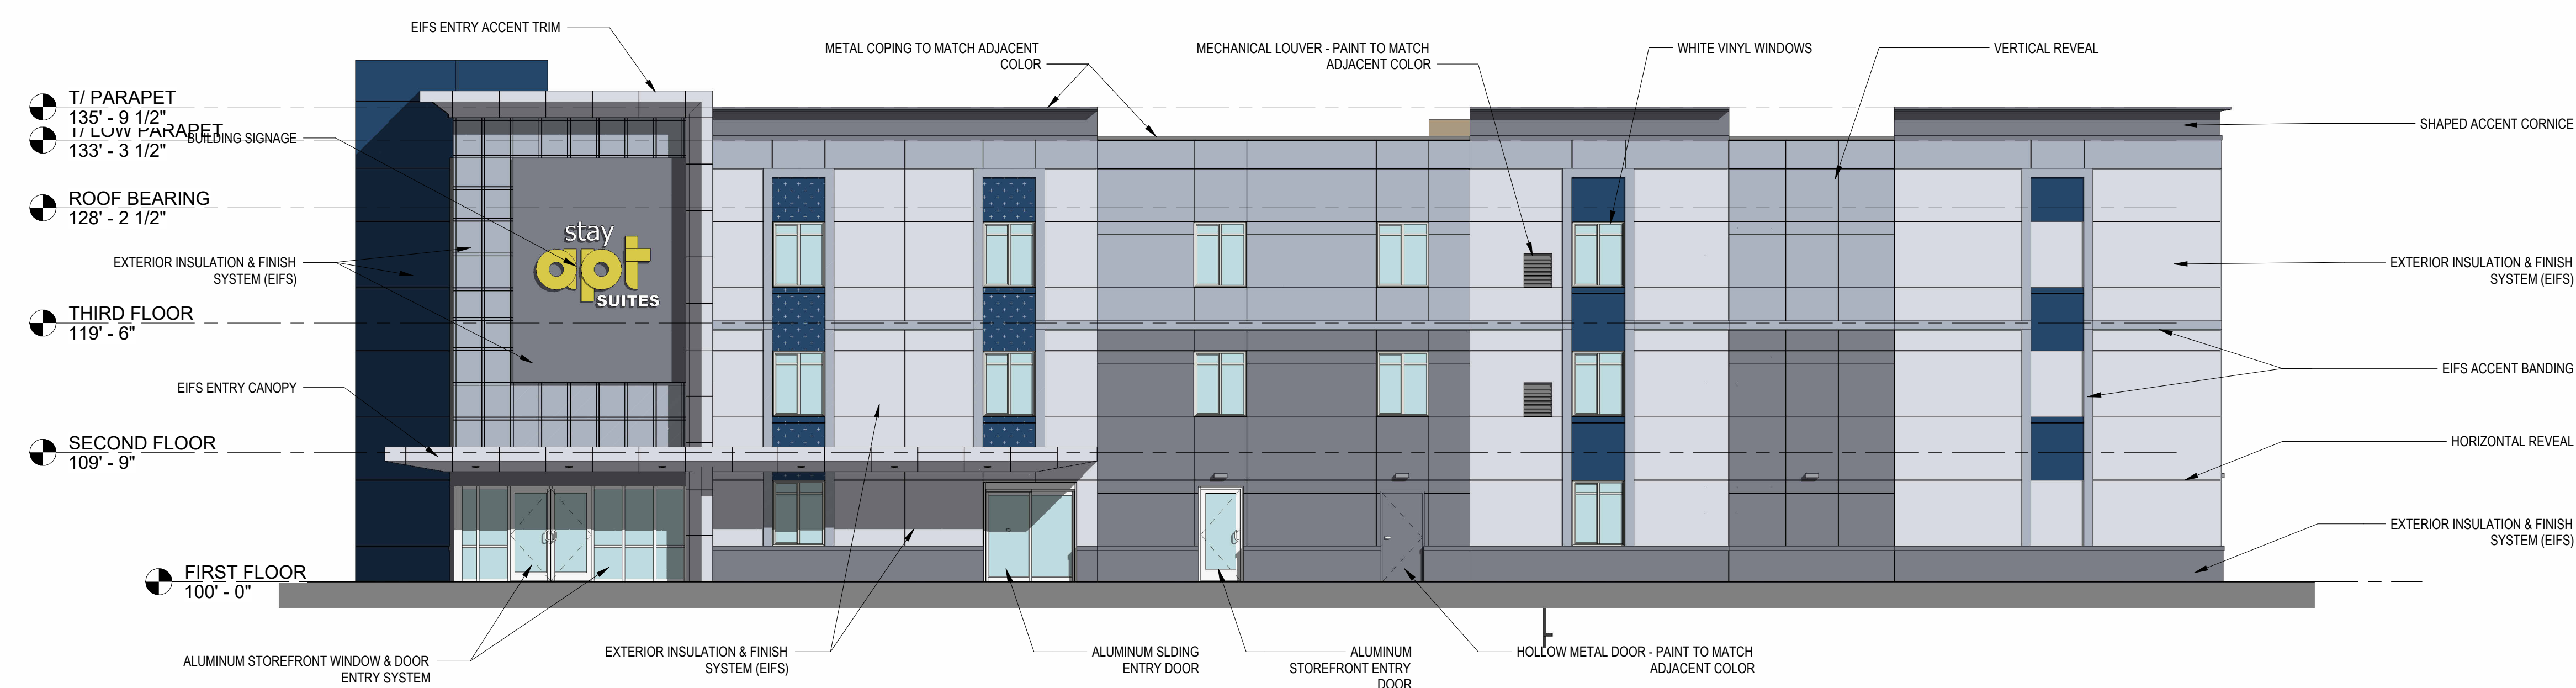 EIFS ENTRY ACCENT TRIM
METAL COPING TO MATCH ADJACENT
COLOR
MECHANICAL LOUVER - PAINT TO MATCH
ADJACENT COLOR
WHITE VINYL WINDOWS
VERTICAL REVEAL
T/ PARAPET
135' - 9 1/2"
T/ LOW PARAPET
133' - 3 1/2"
BUILDING SIGNAGE
SHAPED ACCENT CORNICE
ROOF BEARING
128' - 2 1/2"
stay
apt
SUITES
EXTERIOR INSULATION & FINISH
SYSTEM (EIFS)
EXTERIOR INSULATION & FINISH
SYSTEM (EIFS)
THIRD FLOOR
119' - 6"
EIFS ENTRY CANOPY
EIFS ACCENT BANDING
SECOND FLOOR
109' - 9"
HORIZONTAL REVEAL
EXTERIOR INSULATION & FINISH
SYSTEM (EIFS)
FIRST FLOOR
100' - 0"
ALUMINUM STOREFRONT WINDOW & DOOR
ENTRY SYSTEM
EXTERIOR INSULATION & FINISH
SYSTEM (EIFS)
ALUMINUM SLDING
ENTRY DOOR
ALUMINUM
STOREFRONT ENTRY
DOOR
HOLLOW METAL DOOR - PAINT TO MATCH
ADJACENT COLOR